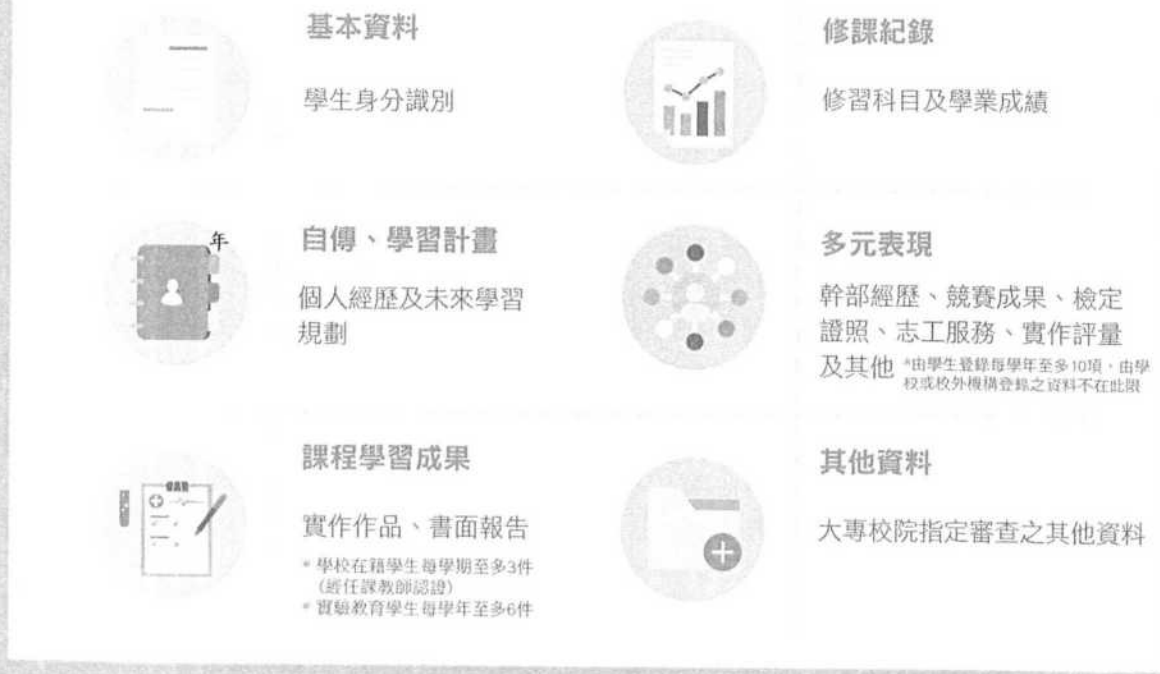 基本資料
學生身分識別
修課紀錄
修習科目及學業成績
年
自傳、學習計畫
個人經歷及未來學習
規劃
多元表現
幹部經歷、競賽成果、檢定
證照、志工服務、實作評量
及其他 *由學生登錄每學年至多10項，由學
校或校外機構登錄之資料不在此限
課程學習成果
實作作品、書面報告
* 學校在籍學生每學期至多3件
(經任課教師認證)
* 實驗教育學生每學年至多6件
其他資料
大專校院指定審查之其他資料